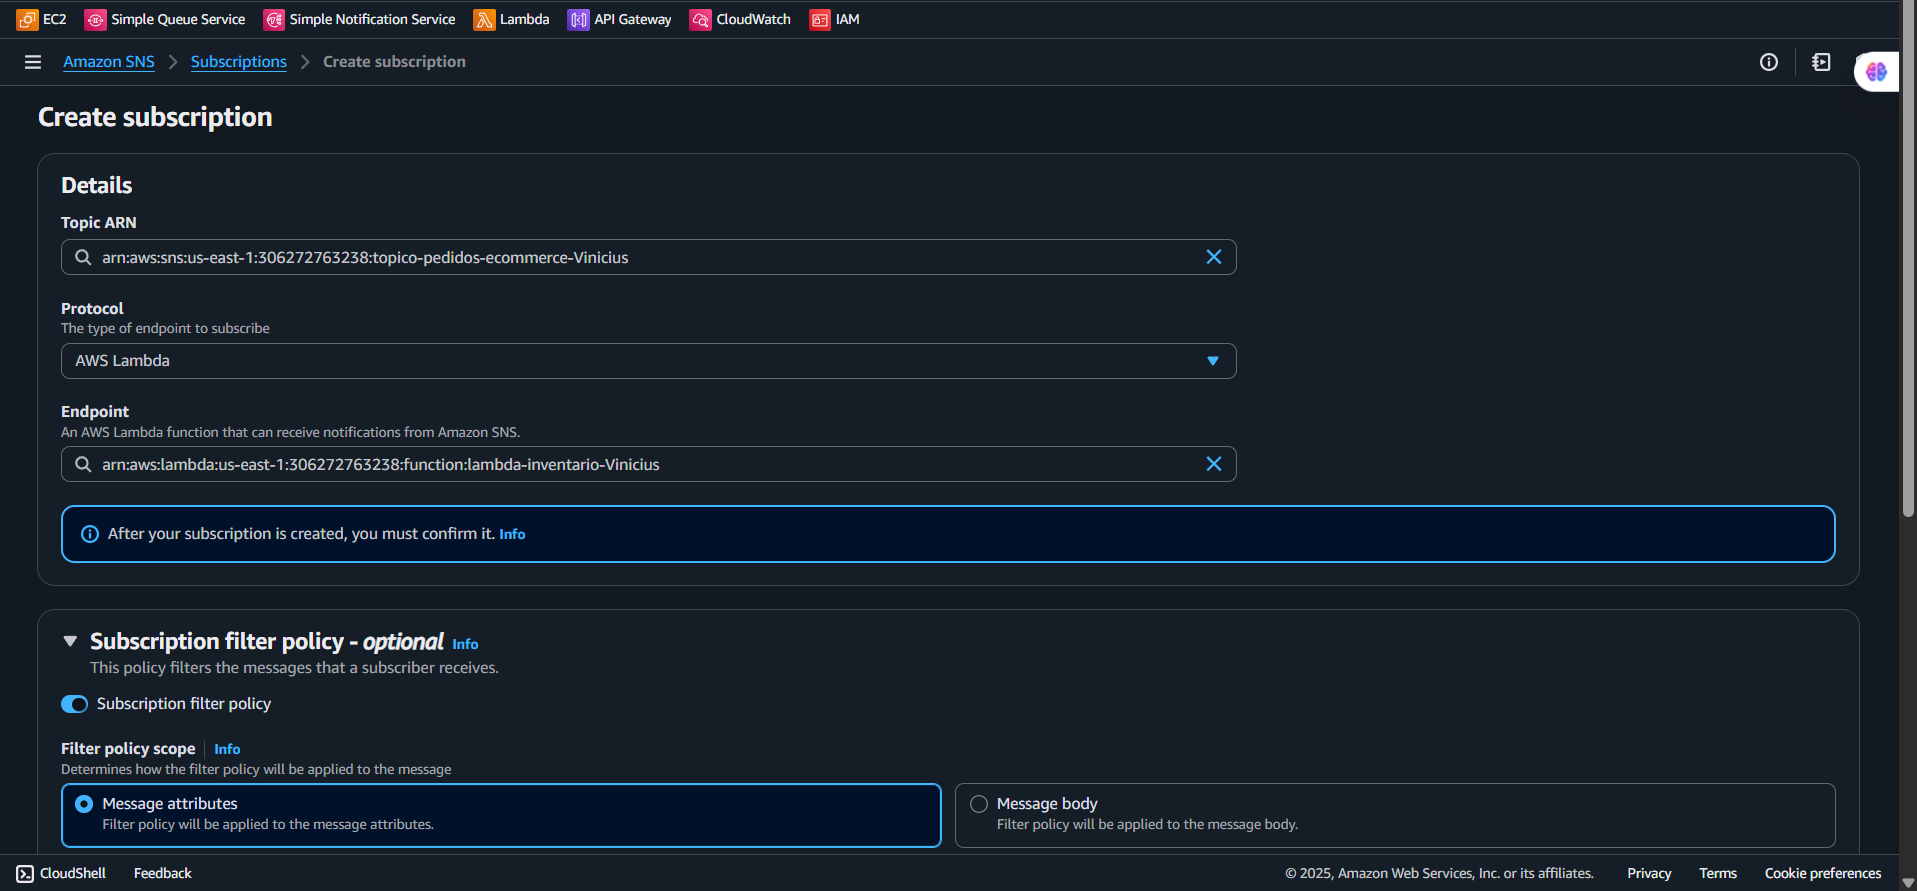 EC2 Simple Queue Service Simple Notification Service Lambda API Gateway CloudWatch IAM
Amazon SNS Subscriptions Create subscription
Create subscription
Details
Topic ARN
arn:aws:sns:us-east-1:306272763238:topico-pedidos-ecommerce-Vinicius
Protocol
The type of endpoint to subscribe
AWS Lambda
Endpoint
An AWS Lambda function that can receive notifications from Amazon SNS.
arn:aws:lambda:us-east-1:306272763238:function:lambda-inventario-Vinicius
After your subscription is created, you must confirm it. Info
Subscription filter policy - optional Info
This policy filters the messages that a subscriber receives.
Subscription filter policy
Filter policy scope Info
Determines how the filter policy will be applied to the message
Message attributes
Filter policy will be applied to the message attributes.
Message body
Filter policy will be applied to the message body.
CloudShell Feedback © 2025, Amazon Web Services, Inc. or its affiliates. Privacy Terms Cookie preferences